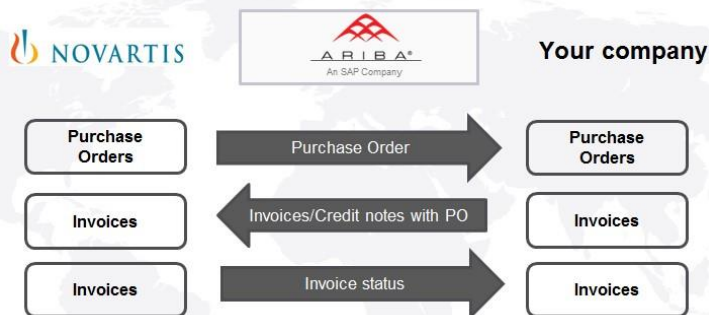 NOVARTIS
ARIBA®
An SAP Company
Your company
Purchase
Orders
Purchase Order
Purchase
Orders
Invoices
Invoices/Credit notes with PO
Invoices
Invoices
Invoice status
Invoices